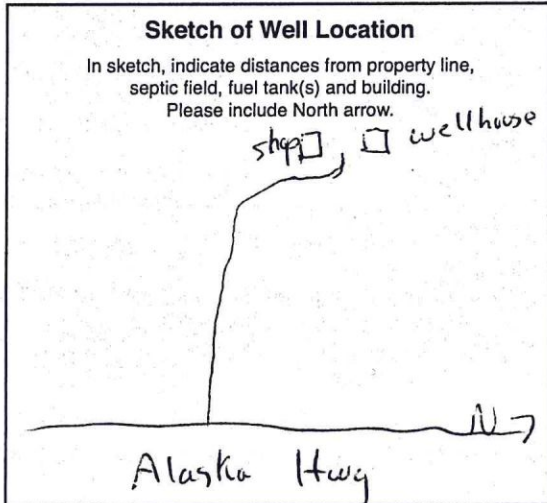 Sketch of Well Location
In sketch, indicate distances from property line,
septic field, fuel tank(s) and building.
Please include North arrow.
shop wellhouse
N
Alaska Hwy